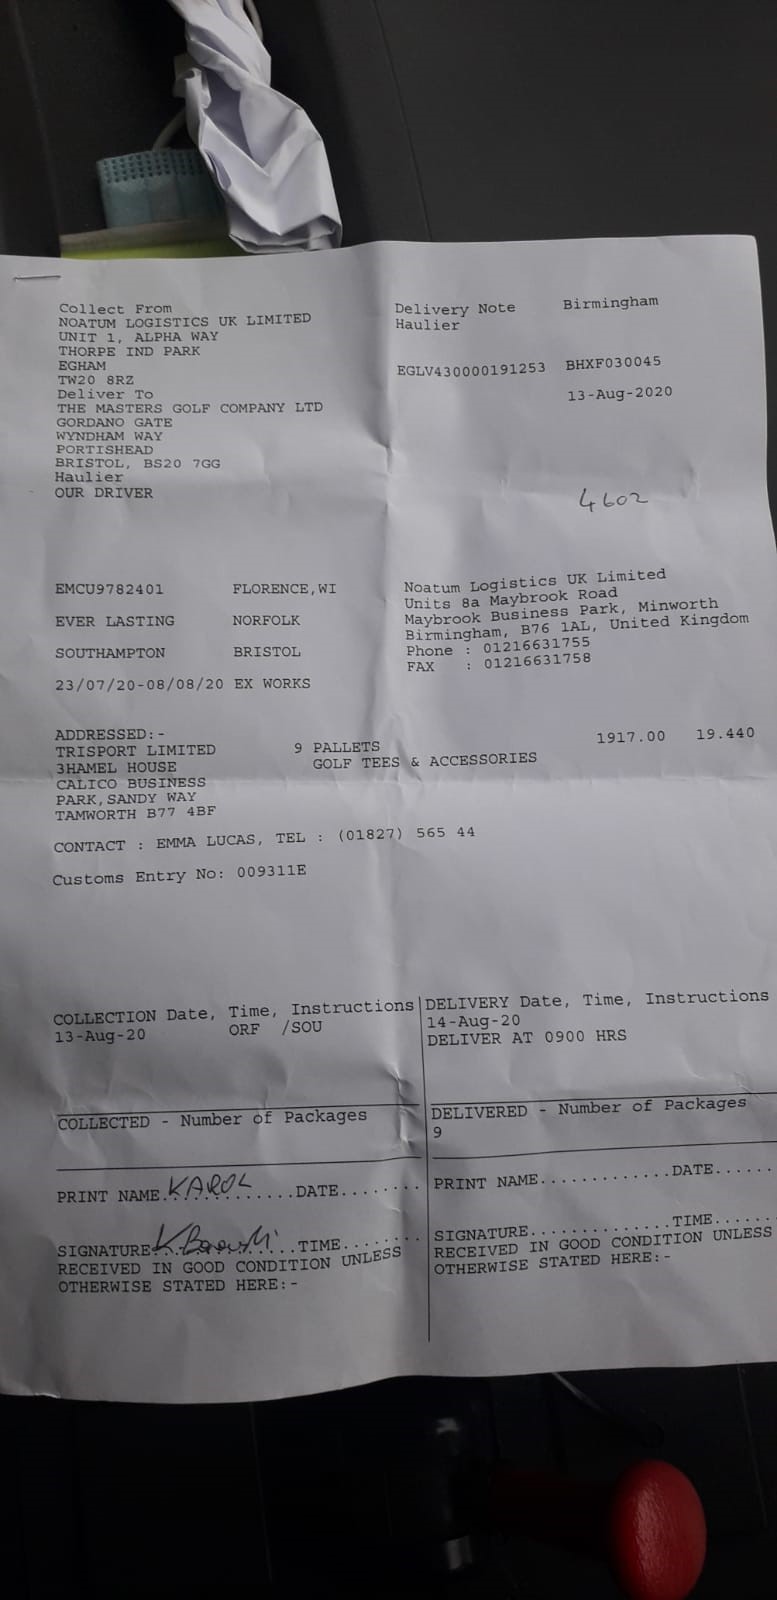 Collect From
NOATUM LOGISTICS UK LIMITED
UNIT 1, ALPHA WAY
THORPE IND PARK
EGHAM
TW20 8RZ
Deliver To
THE MASTERS GOLF COMPANY LTD
GORDANO GATE
WYNDHAM WAY
PORTISHEAD
BRISTOL, BS20 7GG
Haulier
OUR DRIVER
Delivery Note Birmingham
Haulier
EGLV430000191253 BHXF030045
13-Aug-2020
4602
EMCU9782401 FLORENCE,WI
EVER LASTING NORFOLK
SOUTHAMPTON BRISTOL
23/07/20-08/08/20 EX WORKS
Noatum Logistics UK Limited
Units 8a Maybrook Road
Maybrook Business Park, Minworth
Birmingham, B76 1AL, United Kingdom
Phone : 01216631755
FAX : 01216631758
ADDRESSED:-
TRISPORT LIMITED 9 PALLETS 1917.00 19.440
3HAMEL HOUSE GOLF TEES & ACCESSORIES
CALICO BUSINESS
PARK,SANDY WAY
TAMWORTH B77 4BF
CONTACT : EMMA LUCAS, TEL : (01827) 565 44
Customs Entry No: 009311E
COLLECTION Date, Time, Instructions
13-Aug-20 ORF /SOU
COLLECTED - Number of Packages
PRINT NAME. KAROL ............DATE........
SIGNATURE ............TIME........
RECEIVED IN GOOD CONDITION UNLESS
OTHERWISE STATED HERE:-
DELIVERY Date, Time, Instructions
14-Aug-20
DELIVER AT 0900 HRS
DELIVERED - Number of Packages
9
PRINT NAME.............DATE......
SIGNATURE..............TIME......
RECEIVED IN GOOD CONDITION UNLESS
OTHERWISE STATED HERE:-